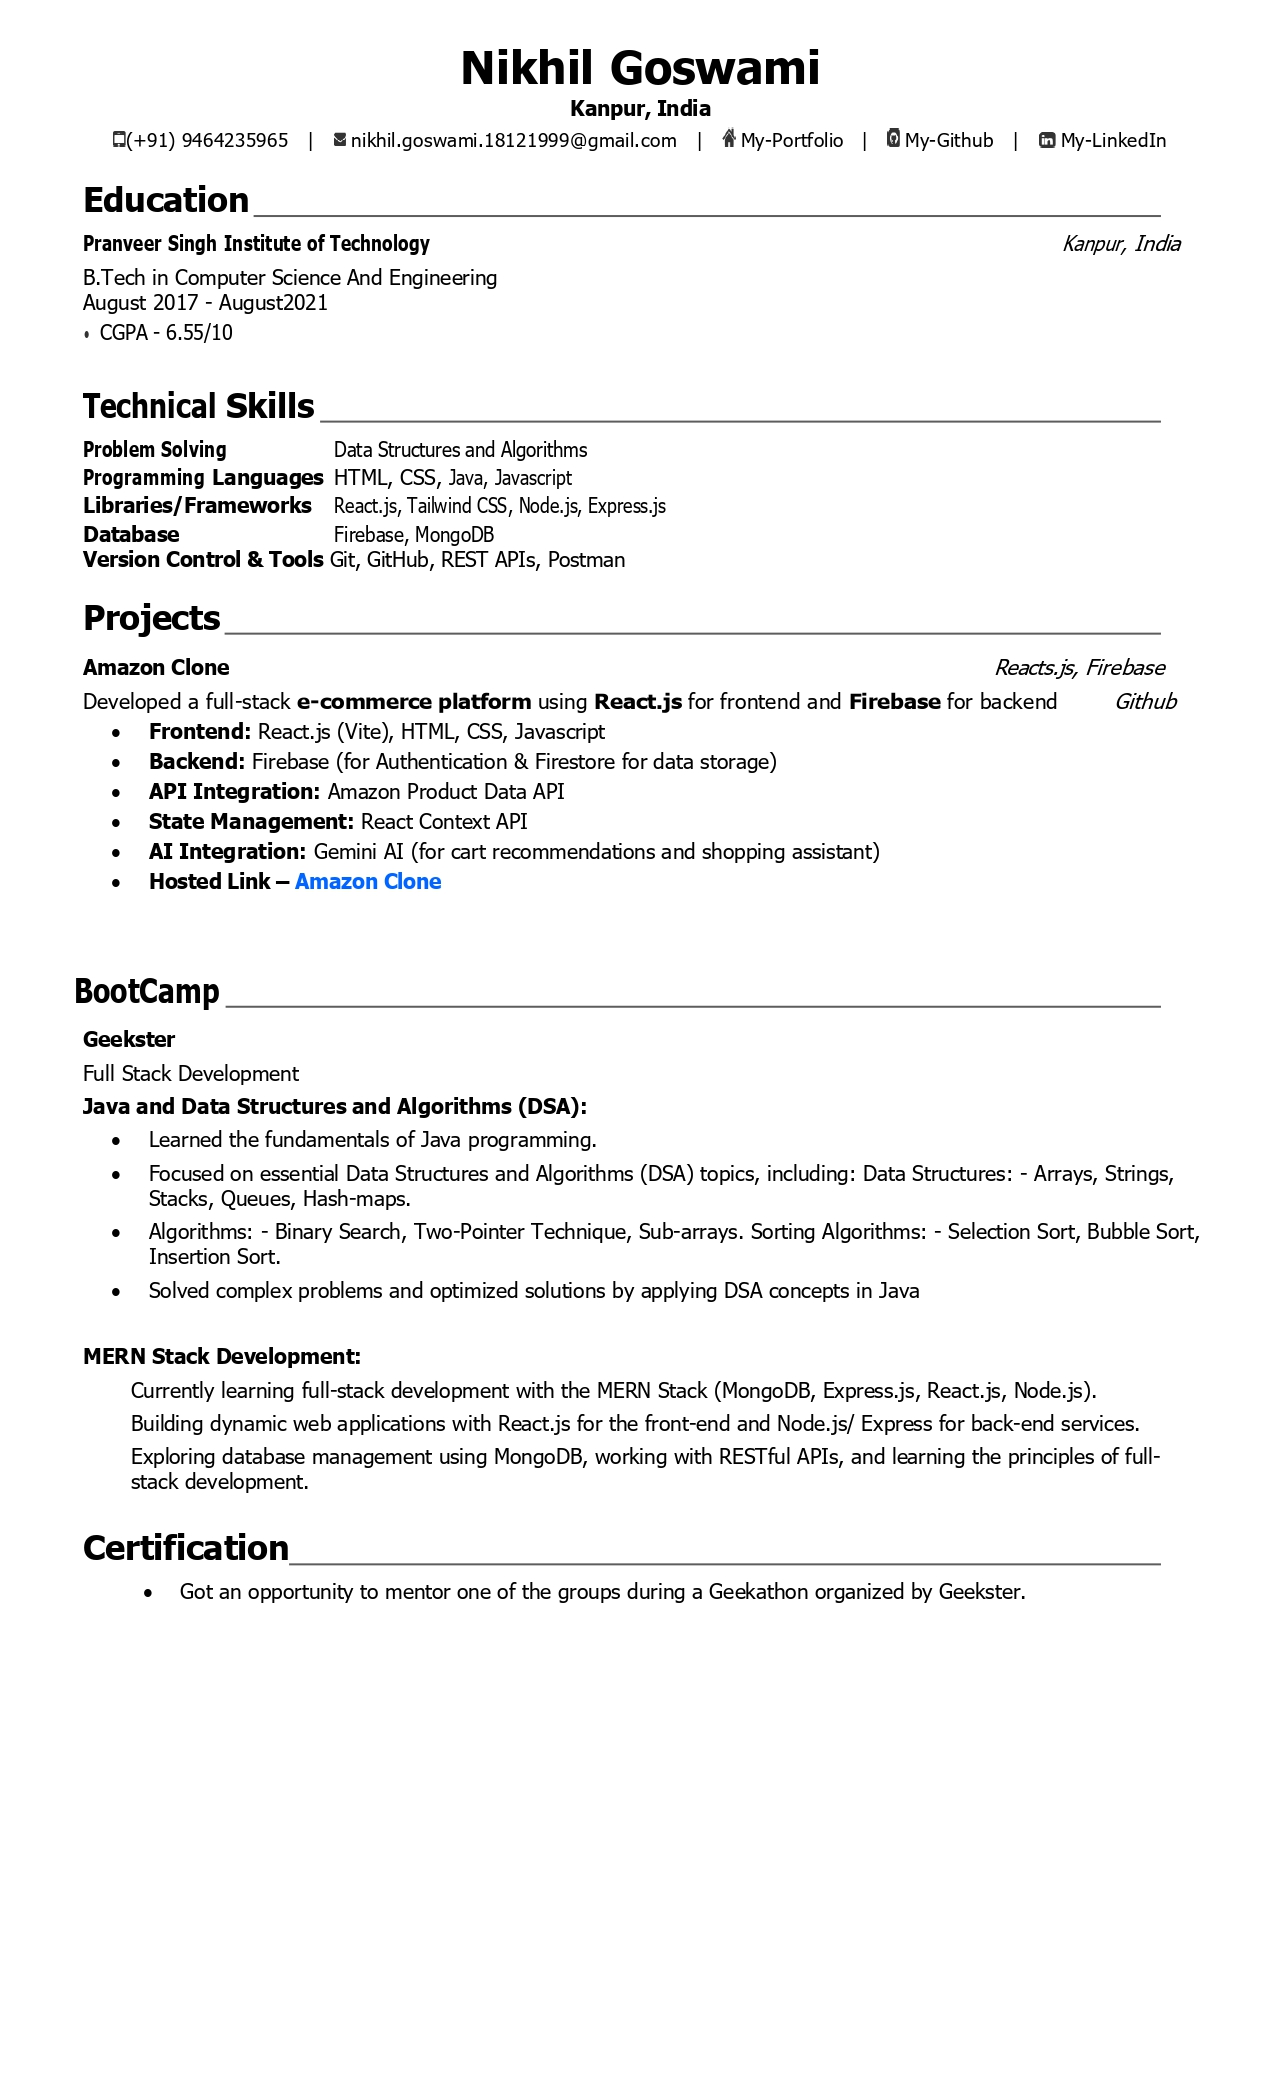 Nikhil Goswami
Kanpur, India
(+91) 9464235965 | nikhil.goswami.18121999@gmail.com | My-Portfolio | My-Github | My-LinkedIn
Education
Pranveer Singh Institute of Technology Kanpur, India
B.Tech in Computer Science And Engineering
August 2017 - August2021
• CGPA - 6.55/10
Technical Skills
Problem Solving Data Structures and Algorithms
Programming Languages HTML, CSS, Java, Javascript
Libraries/Frameworks React.js, Tailwind CSS, Node.js, Express.js
Database Firebase, MongoDB
Version Control & Tools Git, GitHub, REST APIs, Postman
Projects
Amazon Clone Reacts.js, Firebase
Developed a full-stack e-commerce platform using React.js for frontend and Firebase for backend Github
• Frontend: React.js (Vite), HTML, CSS, Javascript
• Backend: Firebase (for Authentication & Firestore for data storage)
• API Integration: Amazon Product Data API
• State Management: React Context API
• AI Integration: Gemini AI (for cart recommendations and shopping assistant)
• Hosted Link – Amazon Clone
BootCamp
Geekster
Full Stack Development
Java and Data Structures and Algorithms (DSA):
• Learned the fundamentals of Java programming.
• Focused on essential Data Structures and Algorithms (DSA) topics, including: Data Structures: - Arrays, Strings,
Stacks, Queues, Hash-maps.
• Algorithms: - Binary Search, Two-Pointer Technique, Sub-arrays. Sorting Algorithms: - Selection Sort, Bubble Sort,
Insertion Sort.
• Solved complex problems and optimized solutions by applying DSA concepts in Java
MERN Stack Development:
Currently learning full-stack development with the MERN Stack (MongoDB, Express.js, React.js, Node.js).
Building dynamic web applications with React.js for the front-end and Node.js/ Express for back-end services.
Exploring database management using MongoDB, working with RESTful APIs, and learning the principles of full-
stack development.
Certification
• Got an opportunity to mentor one of the groups during a Geekathon organized by Geekster.